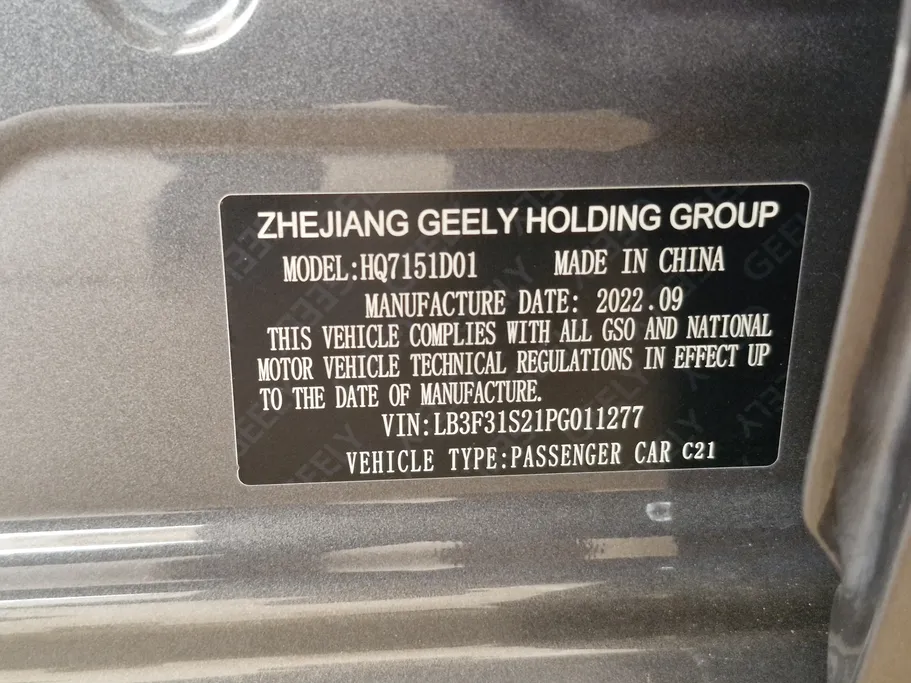 ZHEJIANG GEELY HOLDING GROUP
MODEL:HQ7151D01 MADE IN CHINA
MANUFACTURE DATE: 2022.09
THIS VEHICLE COMPLIES WITH ALL GSO AND NATIONAL
MOTOR VEHICLE TECHNICAL REGULATIONS IN EFFECT UP
TO THE DATE OF MANUFACTURE.
VIN:LB3F31S21PG011277
VEHICLE TYPE:PASSENGER CAR C21